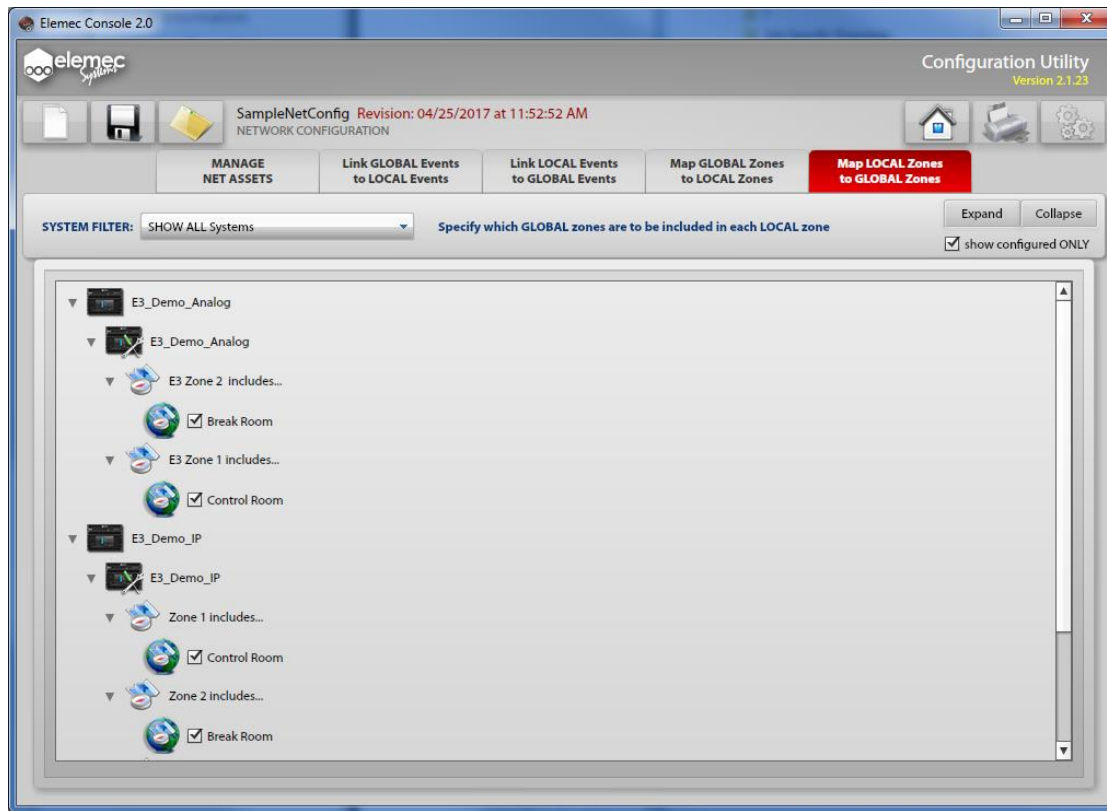 Elemec Console 2.0
elemec
Systems
Configuration Utility
Version 2.1.23
SampleNetConfig Revision: 04/25/2017 at 11:52:52 AM
NETWORK CONFIGURATION
MANAGE
NET ASSETS
Link GLOBAL Events
to LOCAL Events
Link LOCAL Events
to GLOBAL Events
Map GLOBAL Zones
to LOCAL Zones
Map LOCAL Zones
to GLOBAL Zones
SYSTEM FILTER: SHOW ALL Systems
Specify which GLOBAL zones are to be included in each LOCAL zone
Expand
Collapse
show configured ONLY
E3_Demo_Analog
E3_Demo_Analog
E3 Zone 2 includes...
Break Room
E3 Zone 1 includes...
Control Room
E3_Demo_IP
E3_Demo_IP
Zone 1 includes...
Control Room
Zone 2 includes...
Break Room